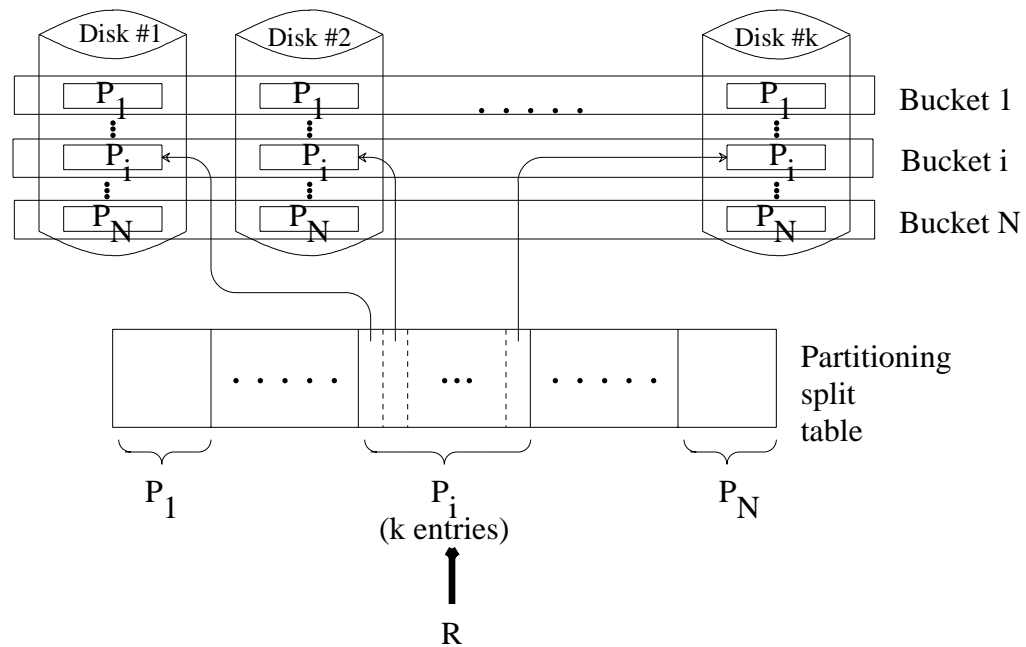 Disk #1
Disk #2
Disk #k
P1
P1
. . . . .
P1
Bucket 1
Pi
Pi
Pi
Bucket i
PN
PN
PN
Bucket N
. . . . .
...
. . . . .
Partitioning
split
table
P1
Pi
PN
(k entries)
R